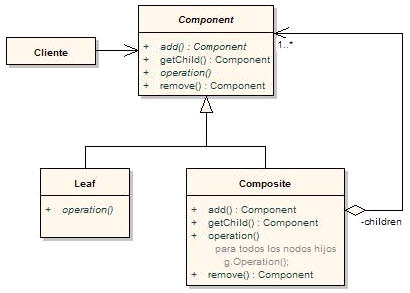 Component
+ add() : Component
+ getChild() : Component
+ operation()
+ remove() : Component
Cliente
1..*
Leaf
+ operation()
Composite
+ add() : Component
+ getChild() : Component
+ operation()
para todos los nodos hijos
g.Operation();
+ remove() : Component
-children